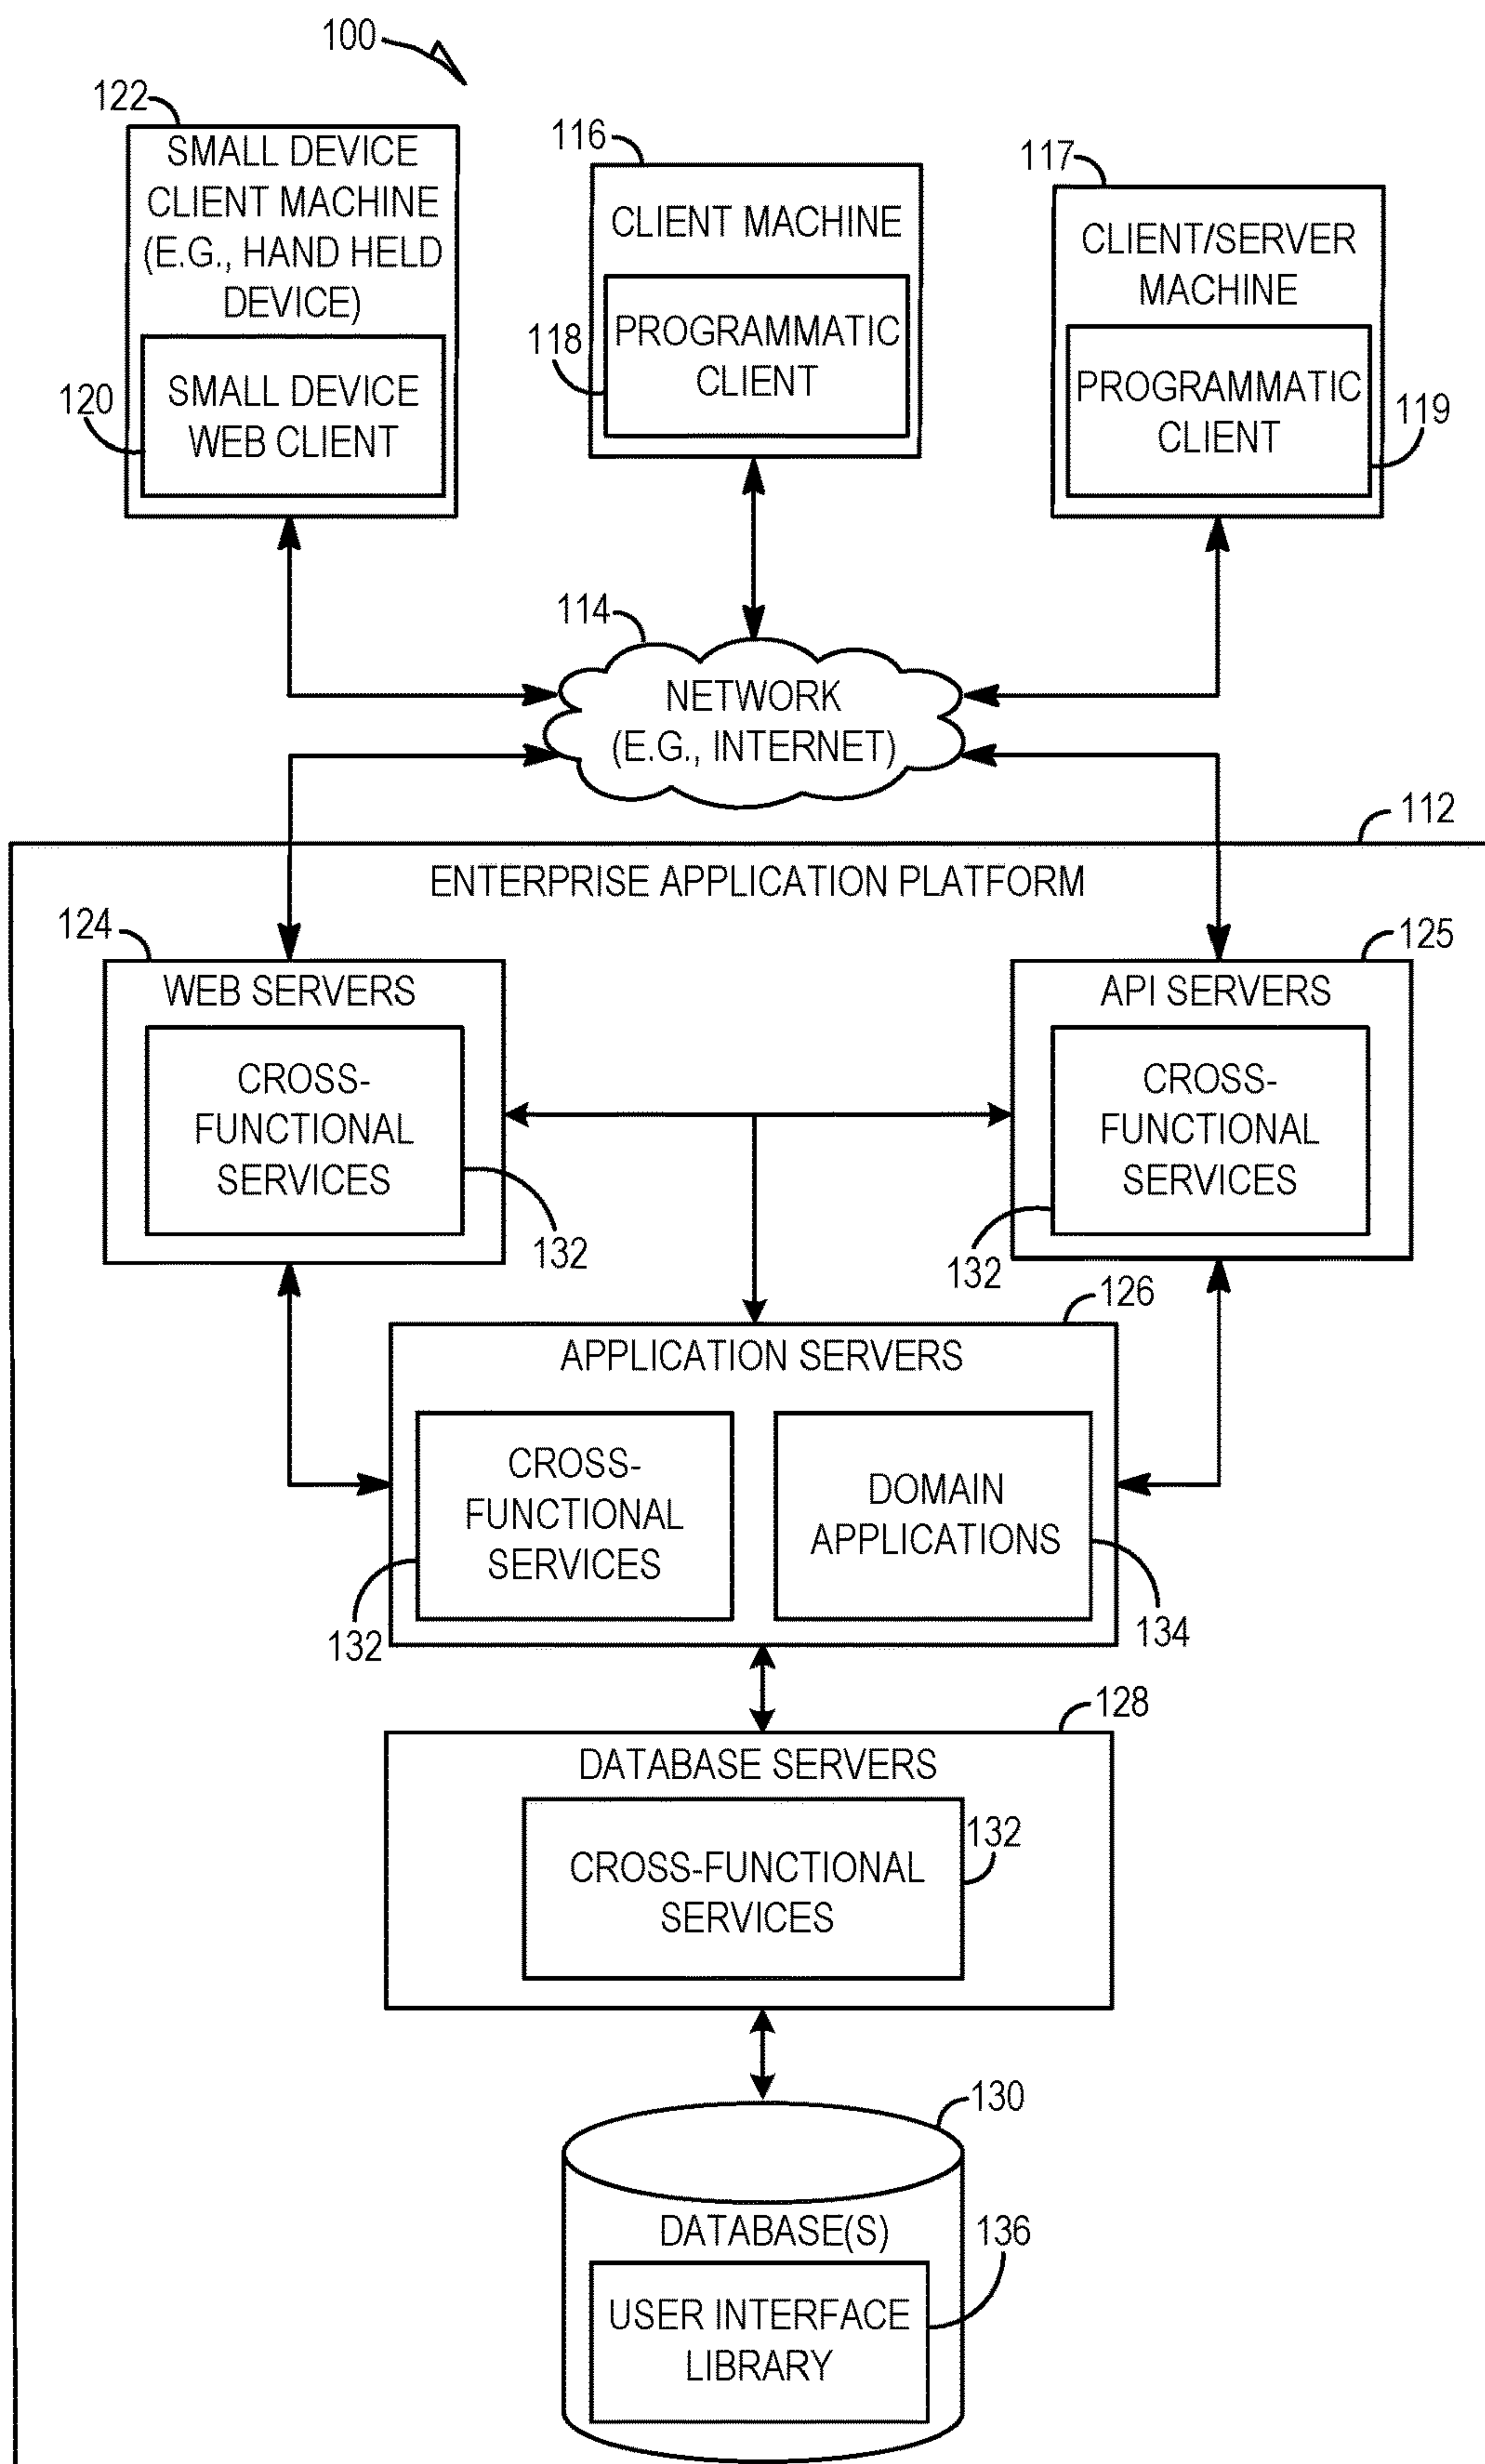 100
122
SMALL DEVICE
CLIENT MACHINE
(E.G., HAND HELD
DEVICE)
120
SMALL DEVICE
WEB CLIENT
116
CLIENT MACHINE
118
PROGRAMMATIC
CLIENT
117
CLIENT/SERVER
MACHINE
PROGRAMMATIC
CLIENT
119
114
NETWORK
(E.G., INTERNET)
112
ENTERPRISE APPLICATION PLATFORM
124
WEB SERVERS
CROSS-
FUNCTIONAL
SERVICES
132
125
API SERVERS
CROSS-
FUNCTIONAL
SERVICES
132
126
APPLICATION SERVERS
CROSS-
FUNCTIONAL
SERVICES
132
DOMAIN
APPLICATIONS
134
128
DATABASE SERVERS
132
CROSS-FUNCTIONAL
SERVICES
130
DATABASE(S)
136
USER INTERFACE
LIBRARY